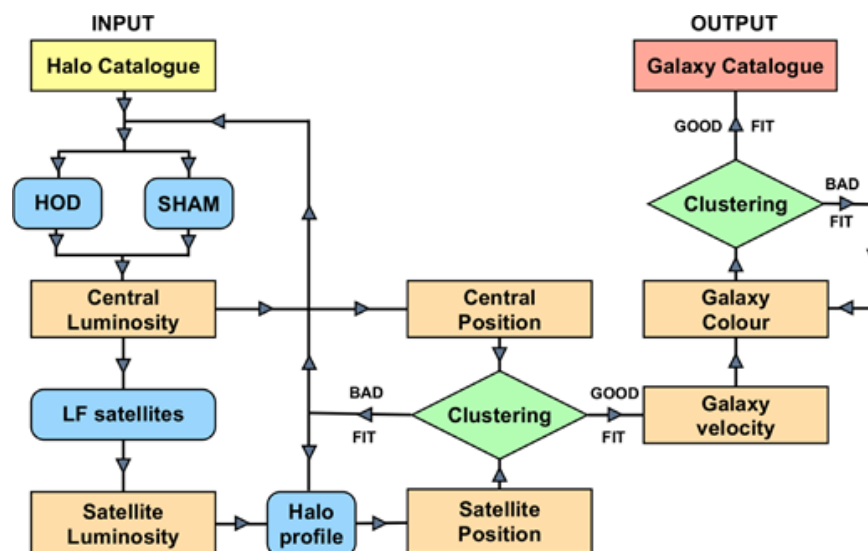 INPUT
OUTPUT
Halo Catalogue
Galaxy Catalogue
GOOD
FIT
HOD
SHAM
Clustering
BAD
FIT
Central
Luminosity
Central
Position
Galaxy
Colour
LF satellites
BAD
FIT
Clustering
GOOD
FIT
Galaxy
velocity
Satellite
Luminosity
Halo
profile
Satellite
Position